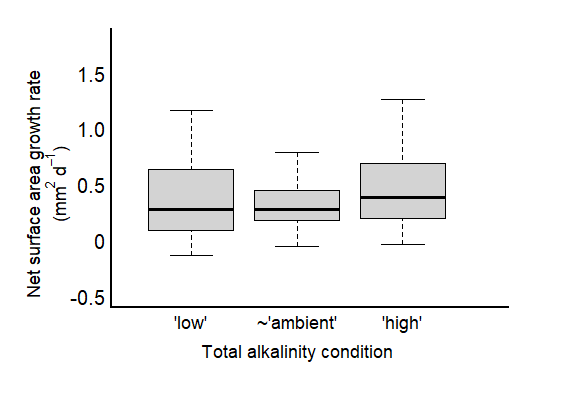 Net surface area growth rate
(mm² d⁻¹)
1.5
1.0
0.5
0
-0.5
'low'
~'ambient'
'high'
Total alkalinity condition